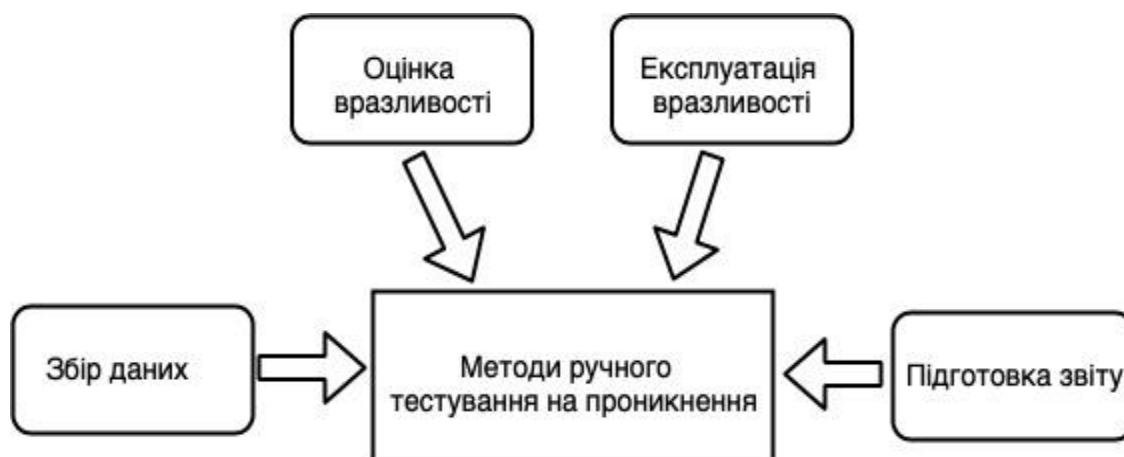 Оцінка
вразливості
Експлуатація
вразливості
Збір даних
Методи ручного
тестування на проникнення
Підготовка звіту